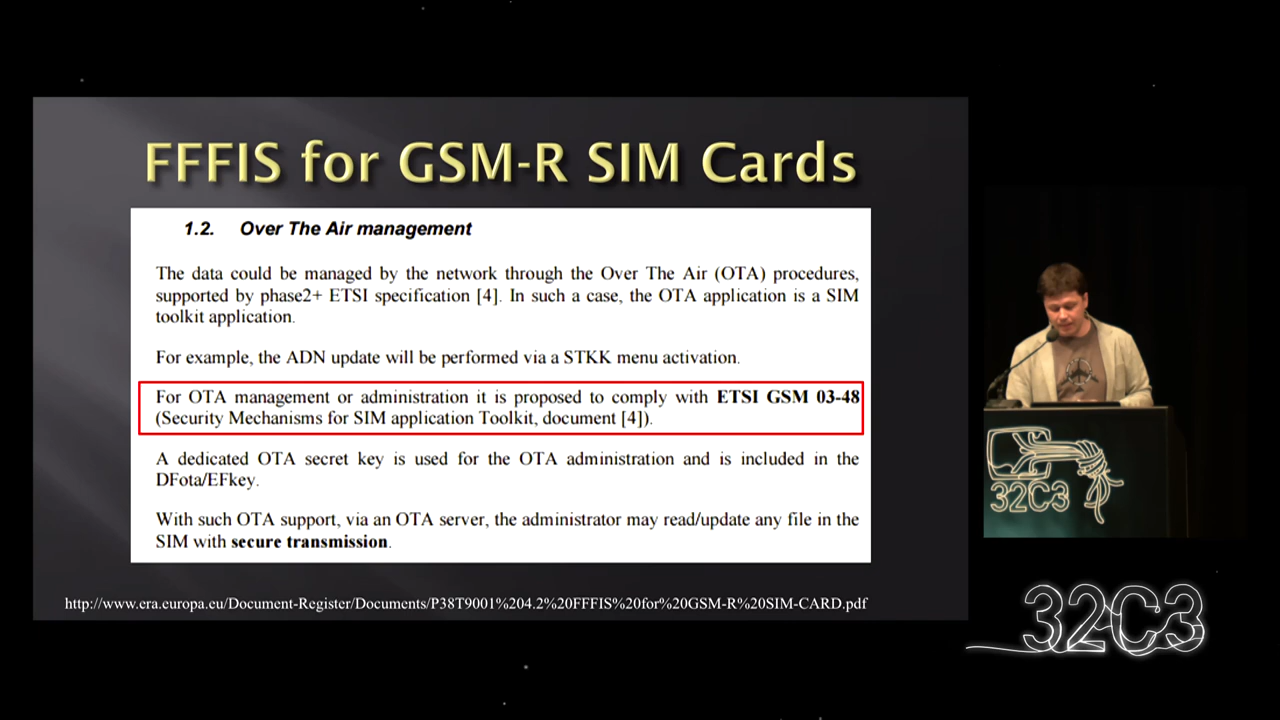 FFFIS for GSM-R SIM Cards
1.2. Over The Air management
The data could be managed by the network through the Over The Air (OTA) procedures,
supported by phase2+ ETSI specification [4]. In such a case, the OTA application is a SIM
toolkit application.
For example, the ADN update will be performed via a STKK menu activation.
For OTA management or administration it is proposed to comply with ETSI GSM 03-48
(Security Mechanisms for SIM application Toolkit, document [4]).
A dedicated OTA secret key is used for the OTA administration and is included in the
DFota/EFkey.
With such OTA support, via an OTA server, the administrator may read/update any file in the
SIM with secure transmission.
http://www.era.europa.eu/Document-Register/Documents/P38T9001%204.2%20FFFIS%20for%20GSM-R%20SIM-CARD.pdf
32C3
32C3